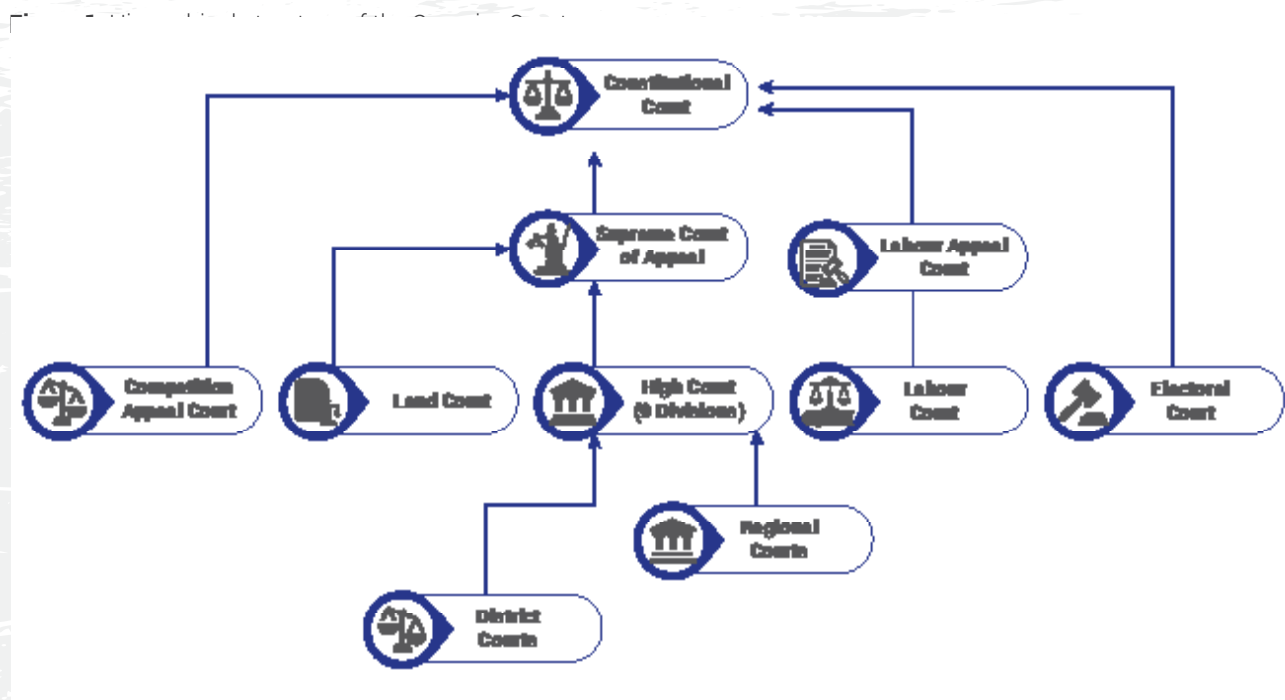 Constitutional
Court
Supreme Court
of Appeal
Labour Appeal
Court
Competition
Appeal Court
Land Court
High Court
(9 Divisions)
Labour
Court
Electoral
Court
Regional
Courts
District
Courts